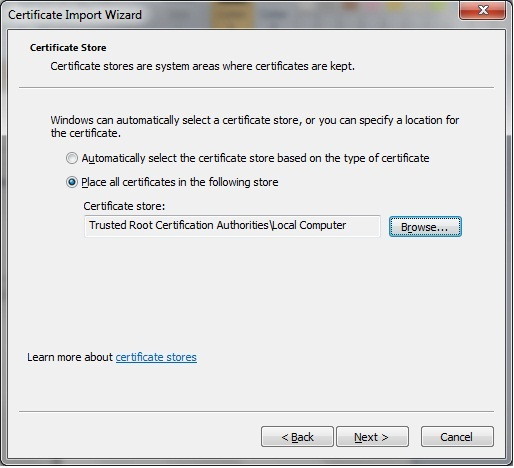 Certificate Import Wizard
Certificate Store
Certificate stores are system areas where certificates are kept.
Windows can automatically select a certificate store, or you can specify a location for
the certificate.
Automatically select the certificate store based on the type of certificate
Place all certificates in the following store
Certificate store:
Trusted Root Certification Authorities\Local Computer
Browse...
Learn more about certificate stores
< Back
Next >
Cancel